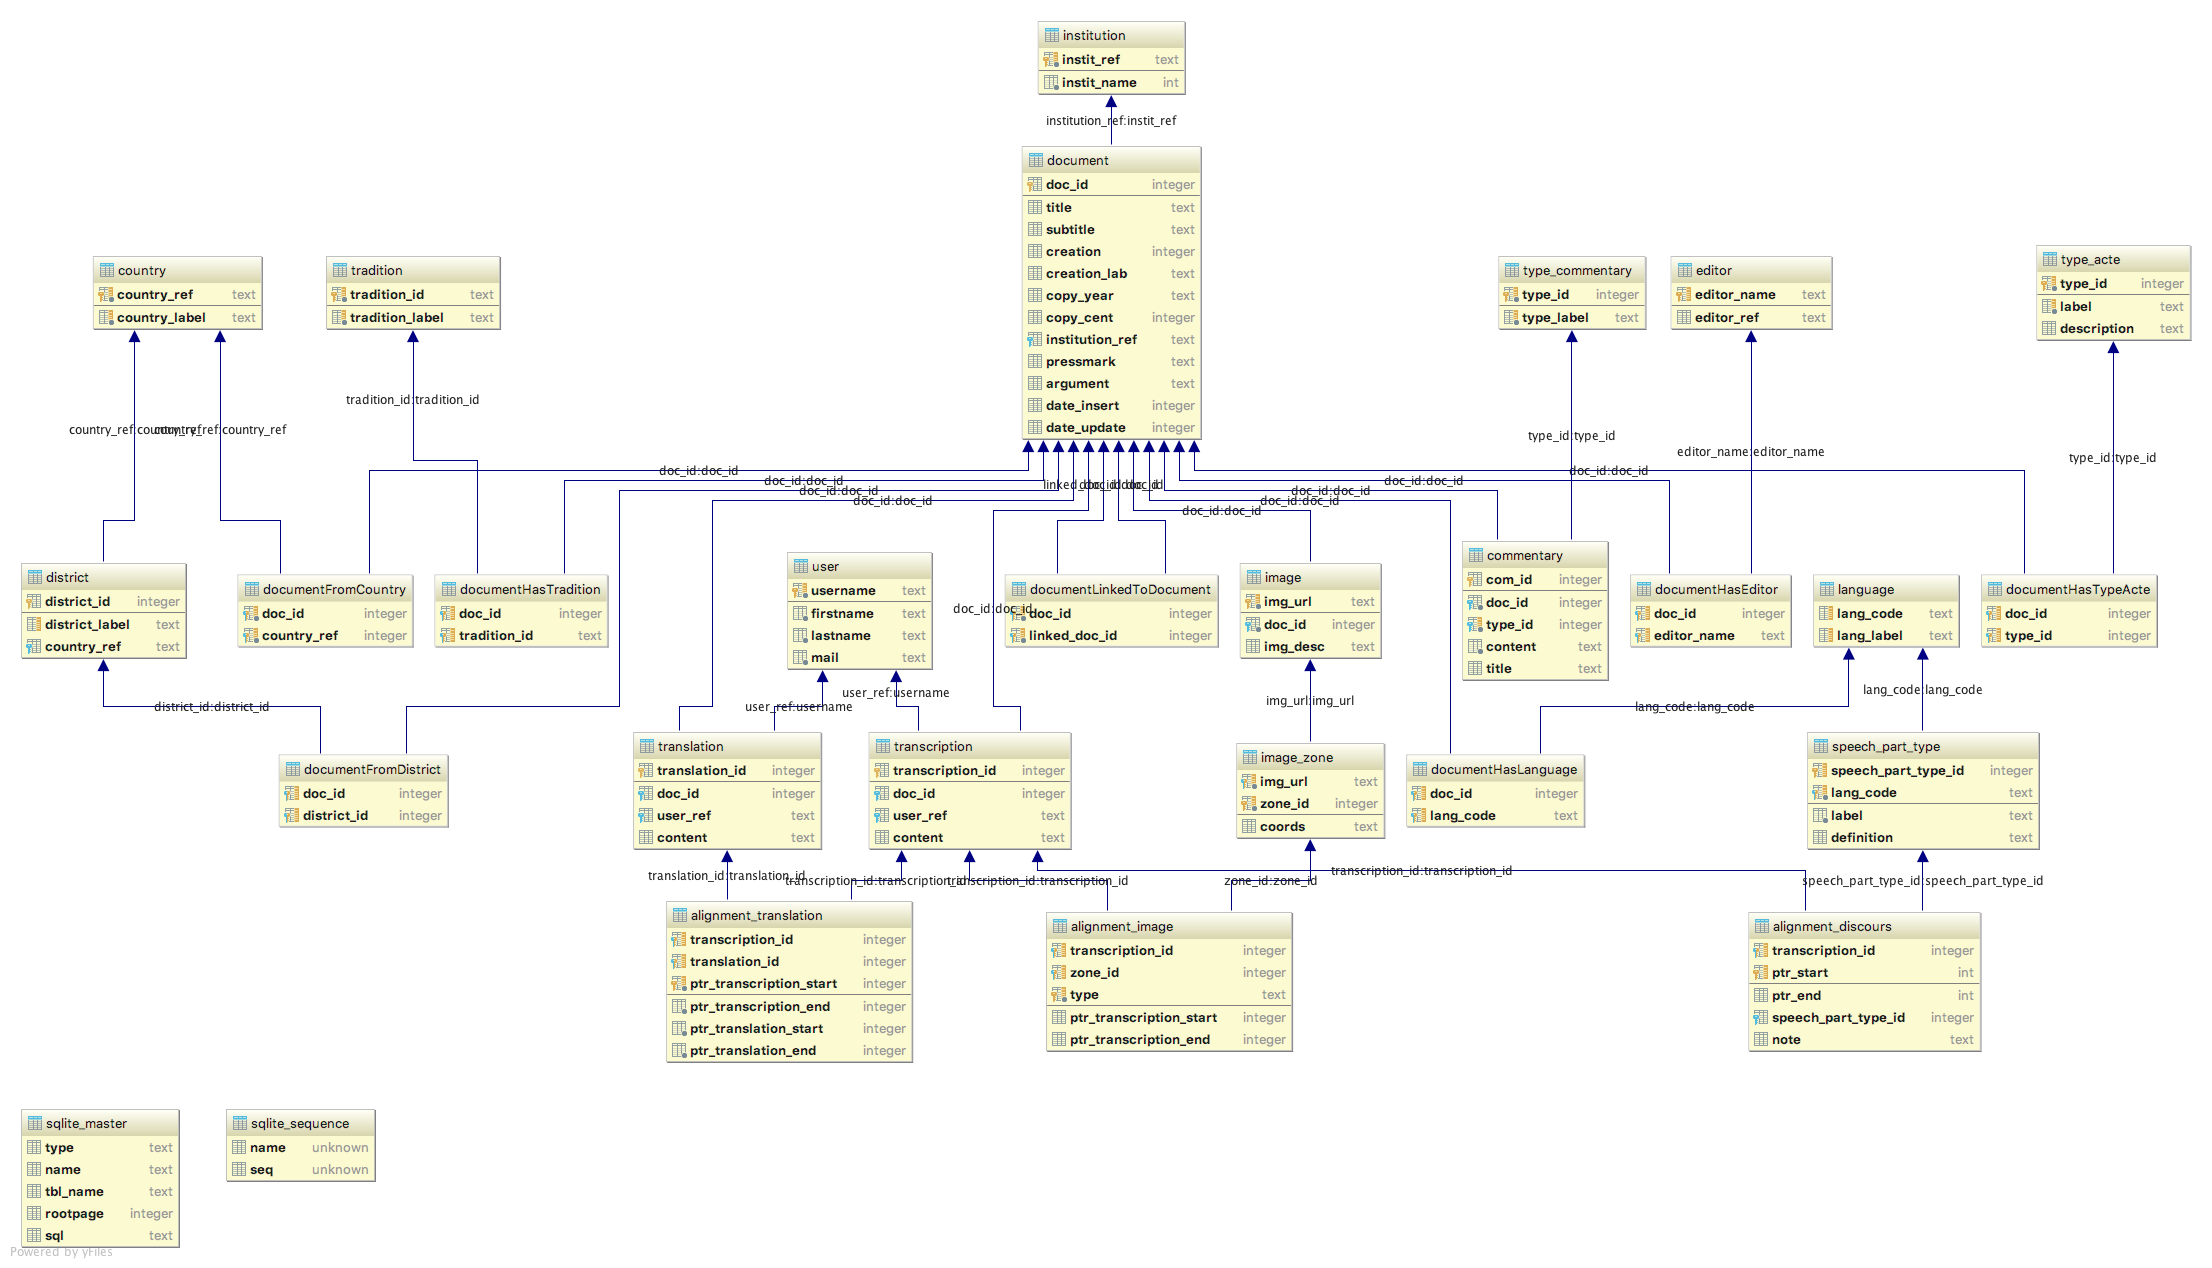 institution
instit_ref text
instit_name int
institution_ref:instit_ref
document
doc_id integer
title text
subtitle text
creation integer
creation_lab text
copy_year text
copy_cent integer
institution_ref text
pressmark text
argument text
date_insert integer
date_update integer
country
country_ref text
country_label text
tradition
tradition_id text
tradition_label text
type_commentary
type_id integer
type_label text
editor
editor_name text
editor_ref text
type_acte
type_id integer
label text
description text
tradition_id:tradition_id
country_ref:country_ref
country_ref:country_ref
type_id:type_id
editor_name:editor_name
type_id:type_id
doc_id:doc_id
doc_id:doc_id
doc_id:doc_id
doc_id:doc_id
linked_doc_id:doc_id
doc_id:doc_id
doc_id:doc_id
doc_id:doc_id
doc_id:doc_id
doc_id:doc_id
doc_id:doc_id
doc_id:doc_id
district
district_id integer
district_label text
country_ref text
documentFromCountry
doc_id integer
country_ref integer
documentHasTradition
doc_id integer
tradition_id text
user
username text
firstname text
lastname text
mail text
documentLinkedToDocument
doc_id integer
linked_doc_id integer
image
img_url text
doc_id integer
img_desc text
commentary
com_id integer
doc_id integer
type_id integer
content text
title text
documentHasEditor
doc_id integer
editor_name text
language
lang_code text
lang_label text
documentHasTypeActe
doc_id integer
type_id integer
district_id:district_id
user_ref:username
user_ref:username
img_url:img_url
lang_code:lang_code
lang_code:lang_code
documentFromDistrict
doc_id integer
district_id integer
translation
translation_id integer
doc_id integer
user_ref text
content text
transcription
transcription_id integer
doc_id integer
user_ref text
content text
image_zone
img_url text
zone_id integer
coords text
documentHasLanguage
doc_id integer
lang_code text
speech_part_type
speech_part_type_id integer
lang_code text
label text
definition text
translation_id:translation_id
transcription_id:transcription_id
transcription_id:transcription_id
zone_id:zone_id
transcription_id:transcription_id
speech_part_type_id:speech_part_type_id
alignment_translation
transcription_id integer
translation_id integer
ptr_transcription_start integer
ptr_transcription_end integer
ptr_translation_start integer
ptr_translation_end integer
alignment_image
transcription_id integer
zone_id integer
type text
ptr_transcription_start integer
ptr_transcription_end integer
alignment_discours
transcription_id integer
ptr_start int
ptr_end int
speech_part_type_id integer
note text
sqlite_master
type text
name text
tbl_name text
rootpage integer
sql text
sqlite_sequence
name unknown
seq unknown
Powered by yFiles